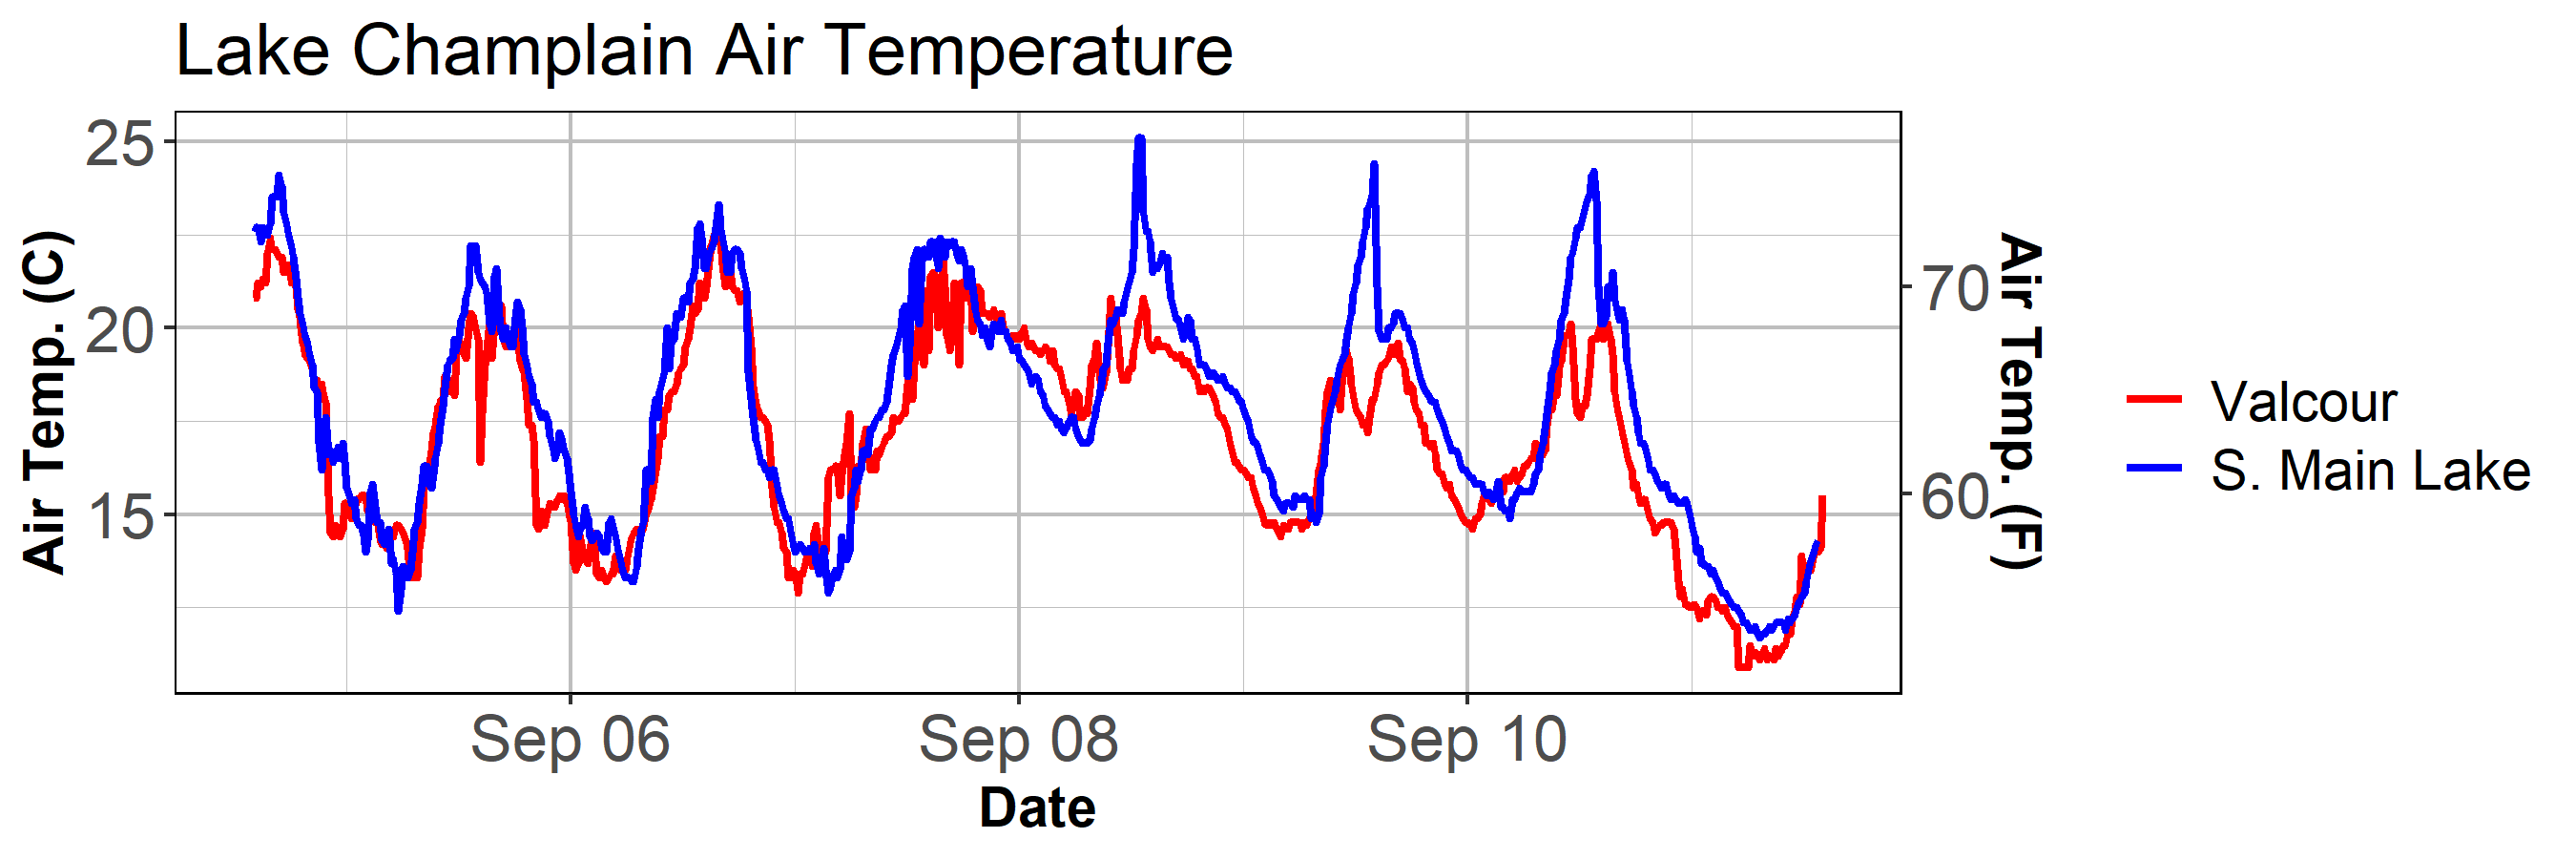 Lake Champlain Air Temperature
Air Temp. (C)
25
20
15
70
60
Air Temp. (F)
Sep 06
Sep 08
Sep 10
Date
Valcour
S. Main Lake